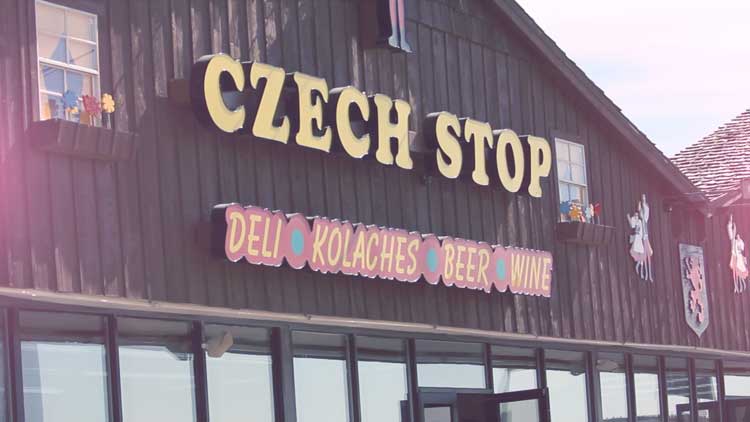 CZECH STOP
DELI KOLACHES BEER WINE